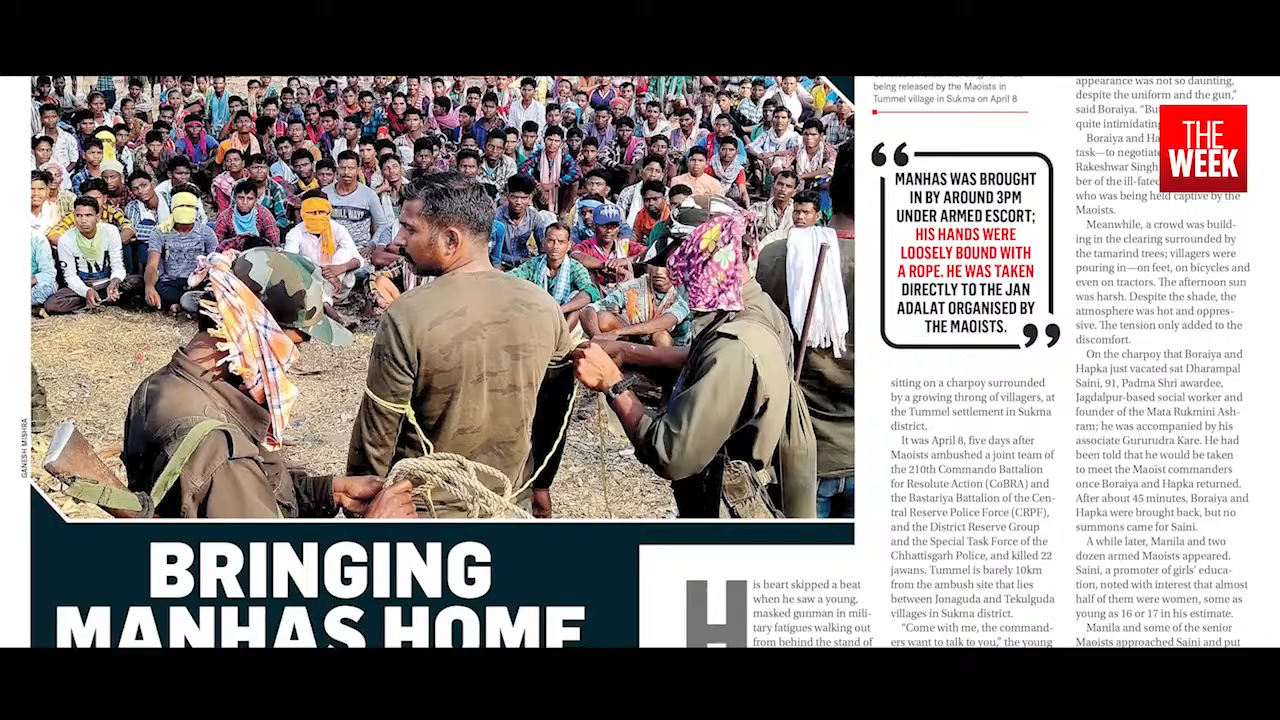 GANESH MISHRA
BRINGING
MANHAS HOME
H
is heart skipped a beat
when he saw a young,
masked gunman in mili-
tary fatigues walking out
from behind the stand of
being released by the Maoists in
Tummel village in Sukma on April 8
“
MANHAS WAS BROUGHT
IN BY AROUND 3PM
UNDER ARMED ESCORT;
HIS HANDS WERE
LOOSELY BOUND WITH
A ROPE. HE WAS TAKEN
DIRECTLY TO THE JAN
ADALAT ORGANISED BY
THE MAOISTS.
”
sitting on a charpoy surrounded
by a growing throng of villagers, at
the Tummel settlement in Sukma
district.
It was April 8, five days after
Maoists ambushed a joint team of
the 210th Commando Battalion
for Resolute Action (CoBRA) and
the Bastariya Battalion of the Cen-
tral Reserve Police Force (CRPF),
and the District Reserve Group
and the Special Task Force of the
Chhattisgarh Police, and killed 22
jawans. Tummel is barely 10km
from the ambush site that lies
between Jonaguda and Tekulguda
villages in Sukma district.
“Come with me, the command-
ers want to talk to you,” the young
appearance was not so daunting,
despite the uniform and the gun,”
said Boraiya. “Bu
quite intimidating
Boraiya and Ha
task—to negotiate
Rakeshwar Singh
ber of the ill-fated
who was being held captive by the
Maoists.
Meanwhile, a crowd was build-
ing in the clearing surrounded by
the tamarind trees; villagers were
pouring in—on feet, on bicycles and
even on tractors. The afternoon sun
was harsh. Despite the shade, the
atmosphere was hot and oppres-
sive. The tension only added to the
discomfort.
On the charpoy that Boraiya and
Hapka just vacated sat Dharampal
Saini, 91, Padma Shri awardee,
Jagdalpur-based social worker and
founder of the Mata Rukmini Ash-
ram; he was accompanied by his
associate Gururudra Kare. He had
been told that he would be taken
to meet the Maoist commanders
once Boraiya and Hapka returned.
After about 45 minutes, Boraiya and
Hapka were brought back, but no
summons came for Saini.
A while later, Manila and two
dozen armed Maoists appeared.
Saini, a promoter of girls’ educa-
tion, noted with interest that almost
half of them were women, some as
young as 16 or 17 in his estimate.
Manila and some of the senior
Maoists approached Saini and put
THE
WEEK